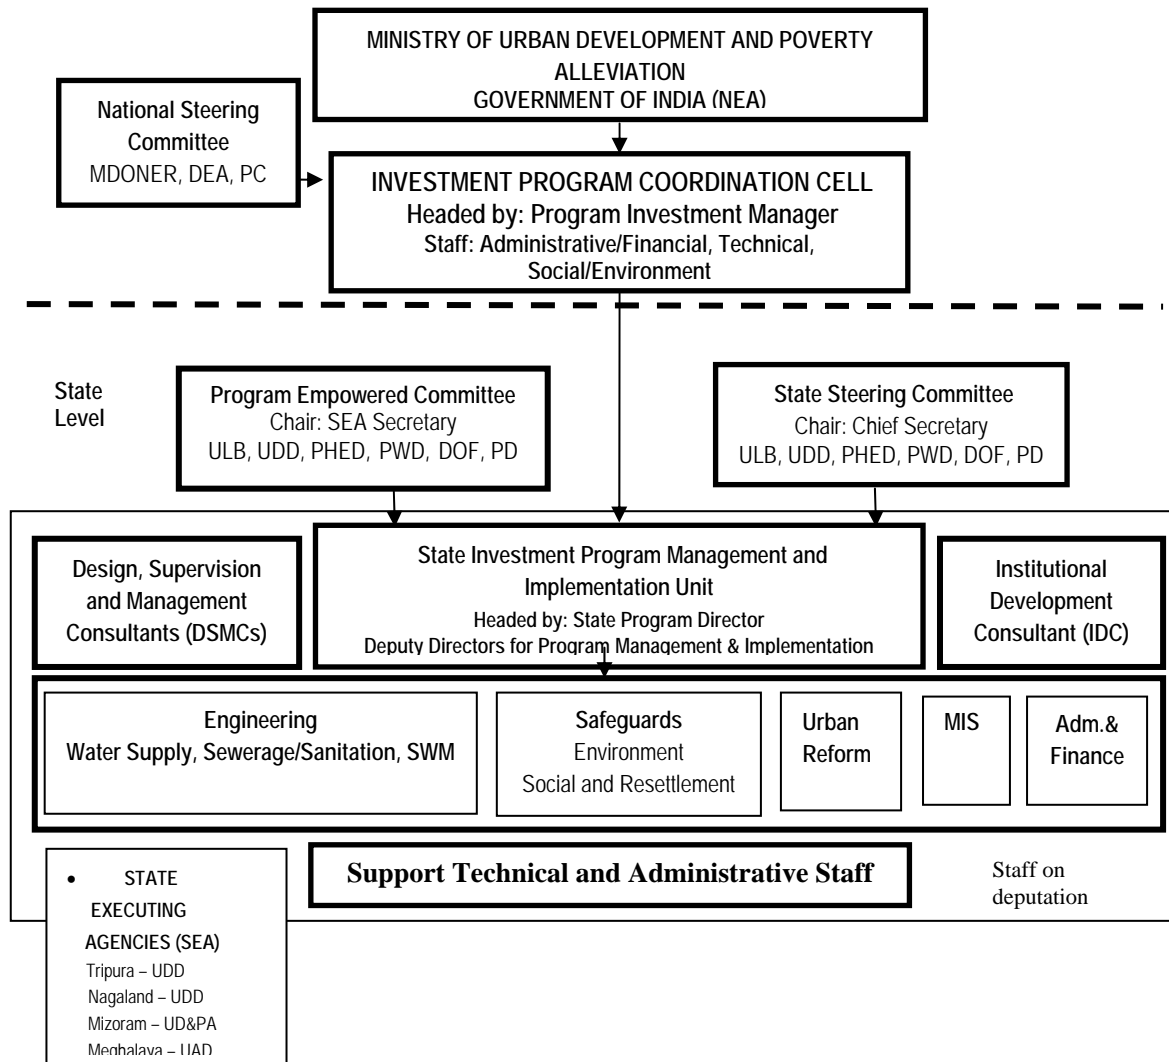 MINISTRY OF URBAN DEVELOPMENT AND POVERTY
ALLEVIATION
GOVERNMENT OF INDIA (NEA)
National Steering
Committee
MDONER, DEA, PC
INVESTMENT PROGRAM COORDINATION CELL
Headed by: Program Investment Manager
Staff: Administrative/Financial, Technical,
Social/Environment
State
Level
Program Empowered Committee
Chair: SEA Secretary
ULB, UDD, PHED, PWD, DOF, PD
State Steering Committee
Chair: Chief Secretary
ULB, UDD, PHED, PWD, DOF, PD
Design, Supervision
and Management
Consultants (DSMCs)
State Investment Program Management and
Implementation Unit
Headed by: State Program Director
Deputy Directors for Program Management & Implementation
Institutional
Development
Consultant (IDC)
Engineering
Water Supply, Sewerage/Sanitation, SWM
Safeguards
Environment
Social and Resettlement
Urban
Reform
MIS
Adm.&
Finance
• STATE
EXECUTING
AGENCIES (SEA)
Tripura – UDD
Nagaland – UDD
Mizoram – UD&PA
Meghalaya – UAD
Support Technical and Administrative Staff
Staff on
deputation